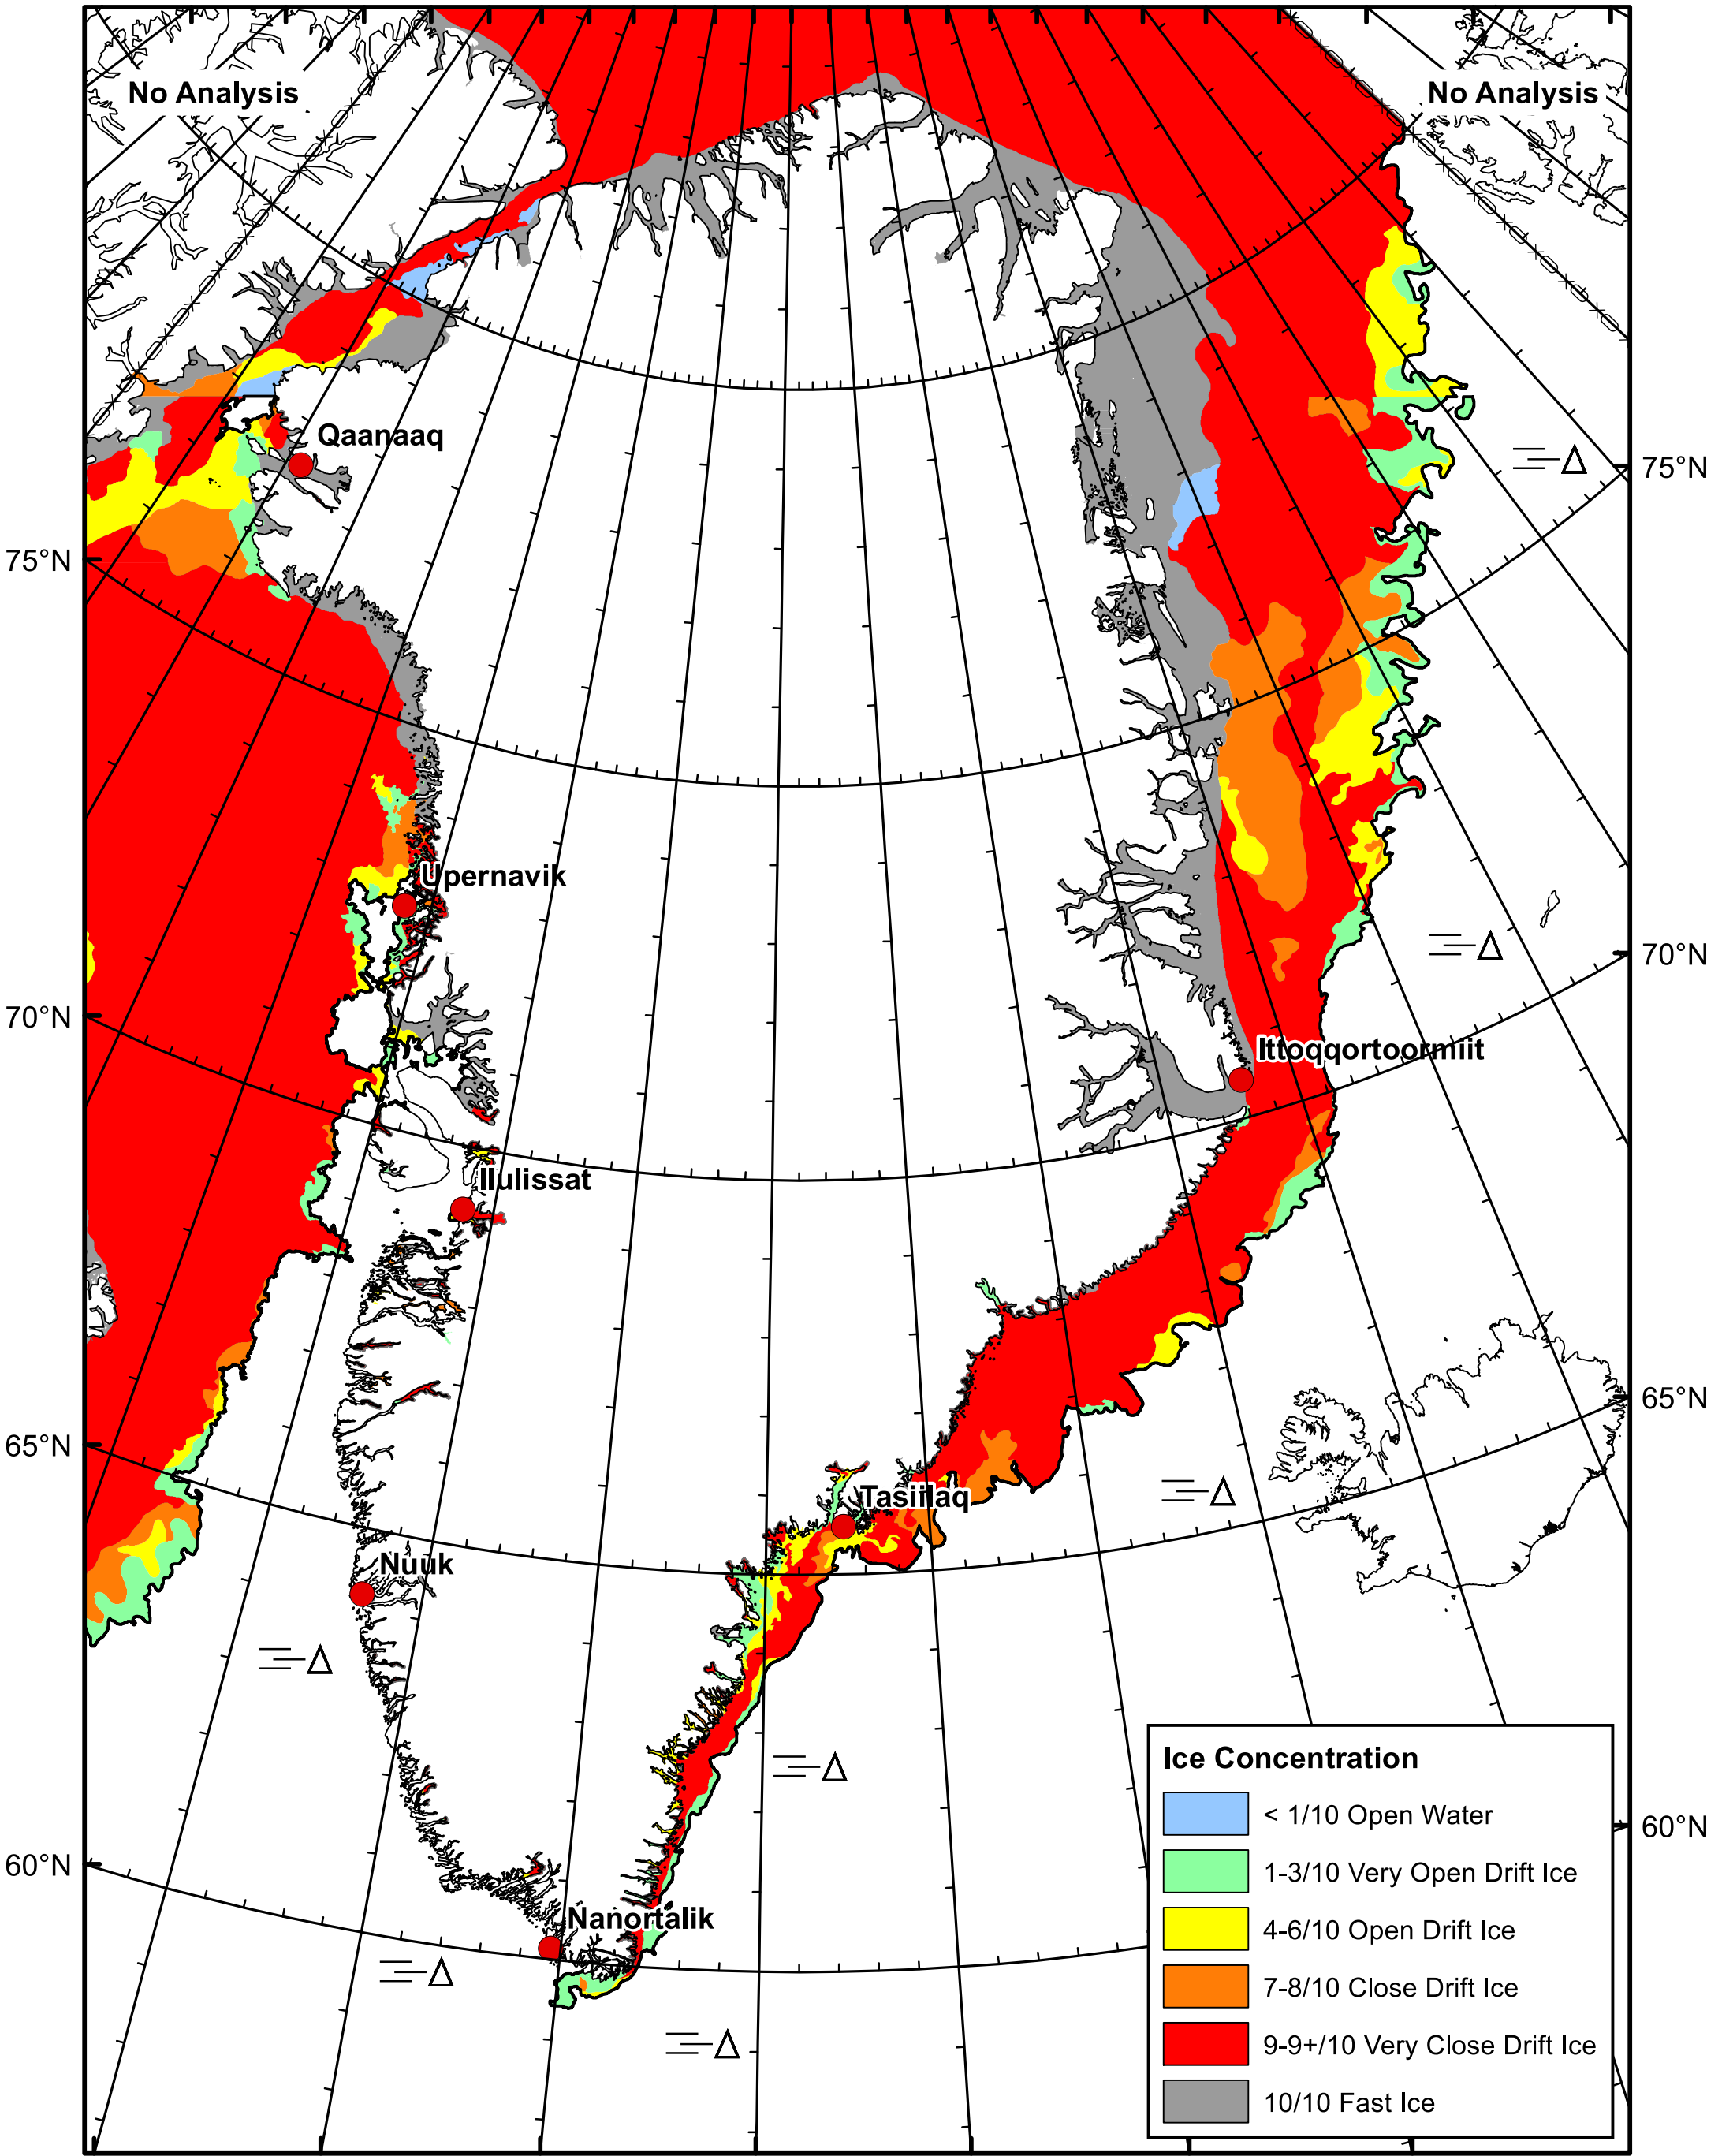 No Analysis
No Analysis
Qaanaaq
75°N
75°N
Upernavik
70°N
70°N
Ittoqqortoormiit
Ilulissat
65°N
65°N
Tasiilaq
Nuuk
60°N
60°N
Nanortalik
Ice Concentration
< 1/10 Open Water
1-3/10 Very Open Drift Ice
4-6/10 Open Drift Ice
7-8/10 Close Drift Ice
9-9+/10 Very Close Drift Ice
10/10 Fast Ice